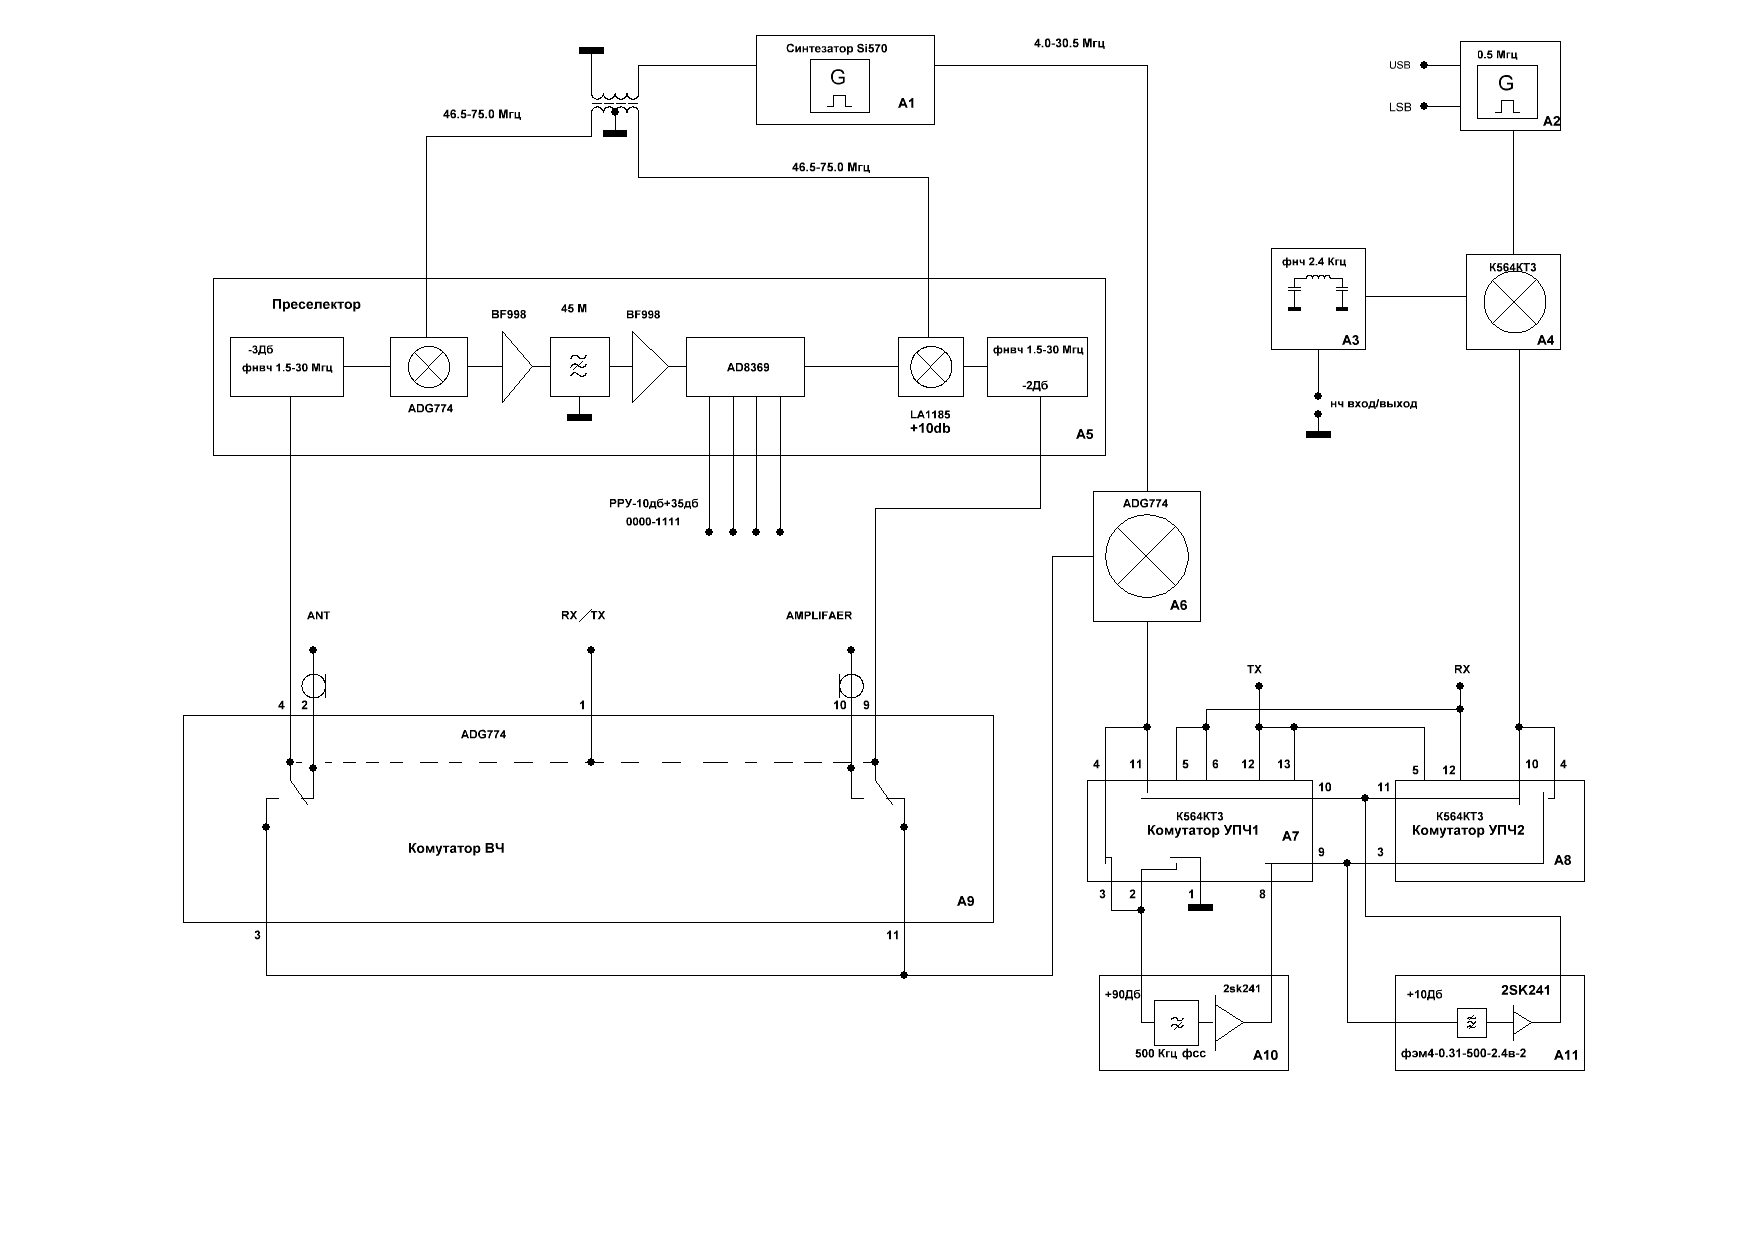 Синтезатор Si570
G
A1
4.0-30.5 Мгц
USB
LSB
0.5 Мгц
G
A2
46.5-75.0 Мгц
46.5-75.0 Мгц
фнч 2.4 Кгц
A3
К564КТ3
A4
нч вход/выход
Преселектор
-3Дб
фнвч 1.5-30 Мгц
ADG774
BF998
45 М
BF998
AD8369
LA1185
+10db
фнвч 1.5-30 Мгц
-2Дб
A5
РРУ-10дб+35дб
0000-1111
ADG774
A6
ANT
RX/TX
AMPLIFAER
4
2
1
10
9
ADG774
Комутатор ВЧ
A9
3
11
TX
RX
4
11
5
6
12
13
10
К564КТ3
Комутатор УПЧ1
A7
9
3
2
1
8
5
12
10
4
11
К564КТ3
Комутатор УПЧ2
3
A8
+90Дб
2sk241
500 Кгц фсс
A10
+10Дб
2SK241
фэм4-0.31-500-2.4в-2
A11